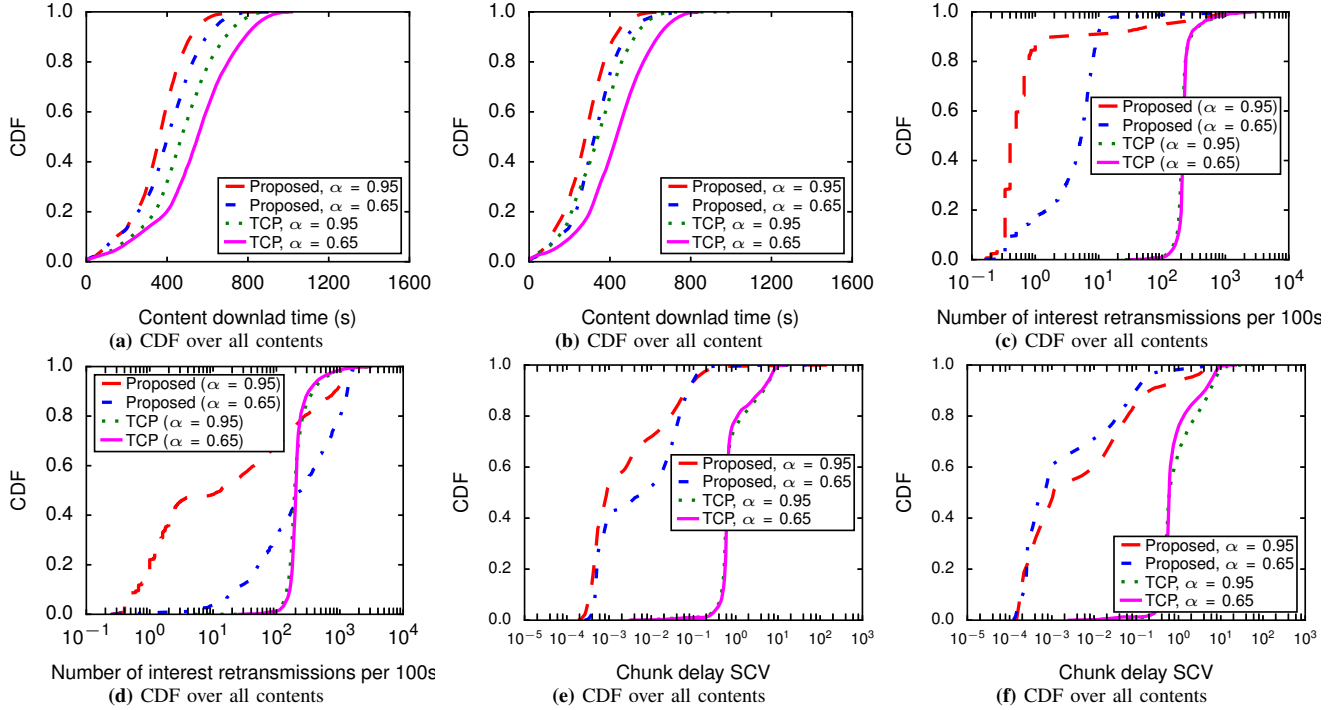 1.0
0.8
0.6
0.4
0.2
0.0
CDF
Proposed, α = 0.95
Proposed, α = 0.65
TCP, α = 0.95
TCP, α = 0.65
0 400 800 1200 1600
Content downlad time (s)
(a) CDF over all contents
1.0
0.8
0.6
0.4
0.2
0.0
CDF
Proposed, α = 0.95
Proposed, α = 0.65
TCP, α = 0.95
TCP, α = 0.65
0 400 800 1200 1600
Content downlad time (s)
(b) CDF over all content
1.0
0.8
0.6
0.4
0.2
0.0
CDF
Proposed (α = 0.95)
Proposed (α = 0.65)
TCP (α = 0.95)
TCP (α = 0.65)
10⁻¹ 10⁰ 10¹ 10² 10³ 10⁴
Number of interest retransmissions per 100s
(c) CDF over all contents
1.0
0.8
0.6
0.4
0.2
0.0
CDF
Proposed (α = 0.95)
Proposed (α = 0.65)
TCP (α = 0.95)
TCP (α = 0.65)
10⁻¹ 10⁰ 10¹ 10² 10³ 10⁴
Number of interest retransmissions per 100s
(d) CDF over all contents
1.0
0.8
0.6
0.4
0.2
0.0
CDF
Proposed, α = 0.95
Proposed, α = 0.65
TCP, α = 0.95
TCP, α = 0.65
10⁻⁵ 10⁻⁴ 10⁻³ 10⁻² 10⁻¹ 10⁰ 10¹ 10² 10³
Chunk delay SCV
(e) CDF over all contents
1.0
0.8
0.6
0.4
0.2
0.0
CDF
Proposed, α = 0.95
Proposed, α = 0.65
TCP, α = 0.95
TCP, α = 0.65
10⁻⁵ 10⁻⁴ 10⁻³ 10⁻² 10⁻¹ 10⁰ 10¹ 10² 10³
Chunk delay SCV
(f) CDF over all contents